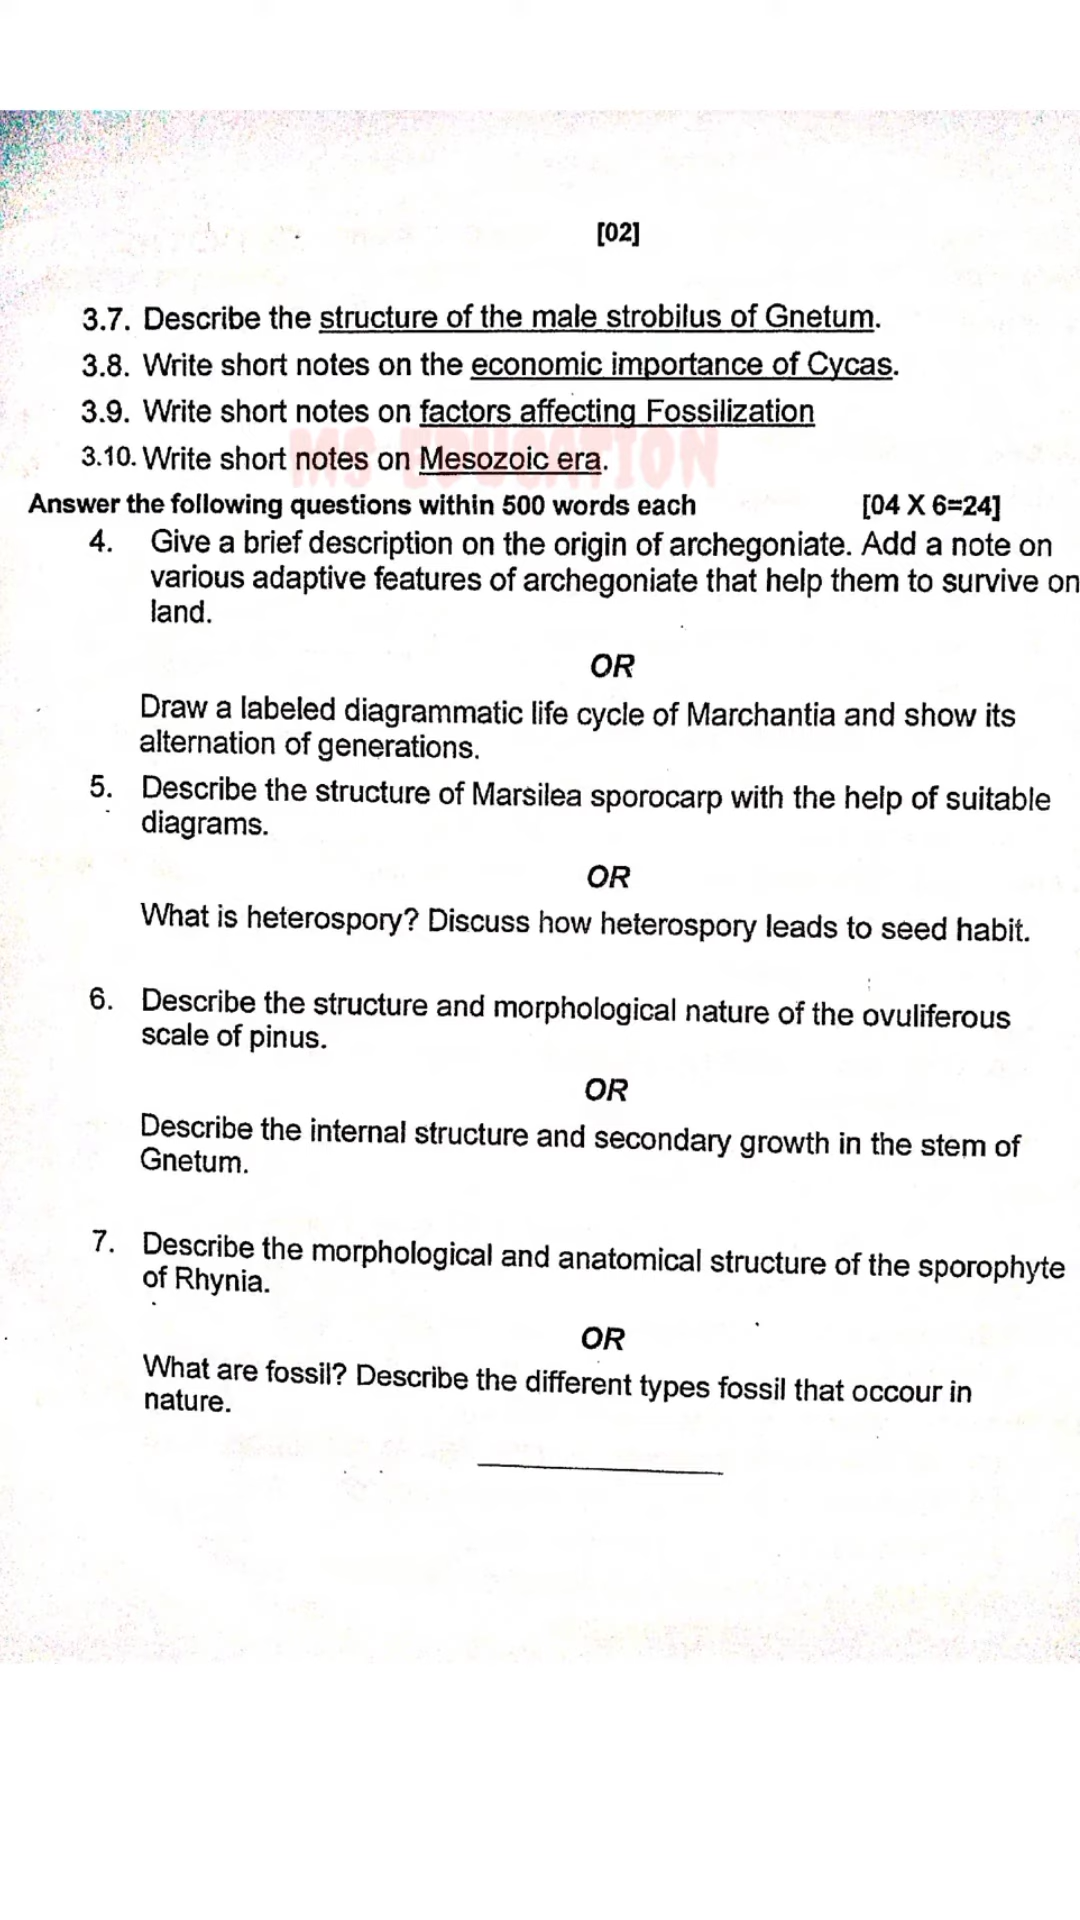 [02]
3.7. Describe the structure of the male strobilus of Gnetum.
3.8. Write short notes on the economic importance of Cycas.
3.9. Write short notes on factors affecting Fossilization
MS EDUCATION
3.10. Write short notes on Mesozoic era.
Answer the following questions within 500 words each [04 X 6=24]
4. Give a brief description on the origin of archegoniate. Add a note on
various adaptive features of archegoniate that help them to survive on
land.
OR
Draw a labeled diagrammatic life cycle of Marchantia and show its
alternation of generations.
5. Describe the structure of Marsilea sporocarp with the help of suitable
diagrams.
OR
What is heterospory? Discuss how heterospory leads to seed habit.
6. Describe the structure and morphological nature of the ovuliferous
scale of pinus.
OR
Describe the internal structure and secondary growth in the stem of
Gnetum.
7. Describe the morphological and anatomical structure of the sporophyte
of Rhynia.
OR
What are fossil? Describe the different types fossil that occour in
nature.